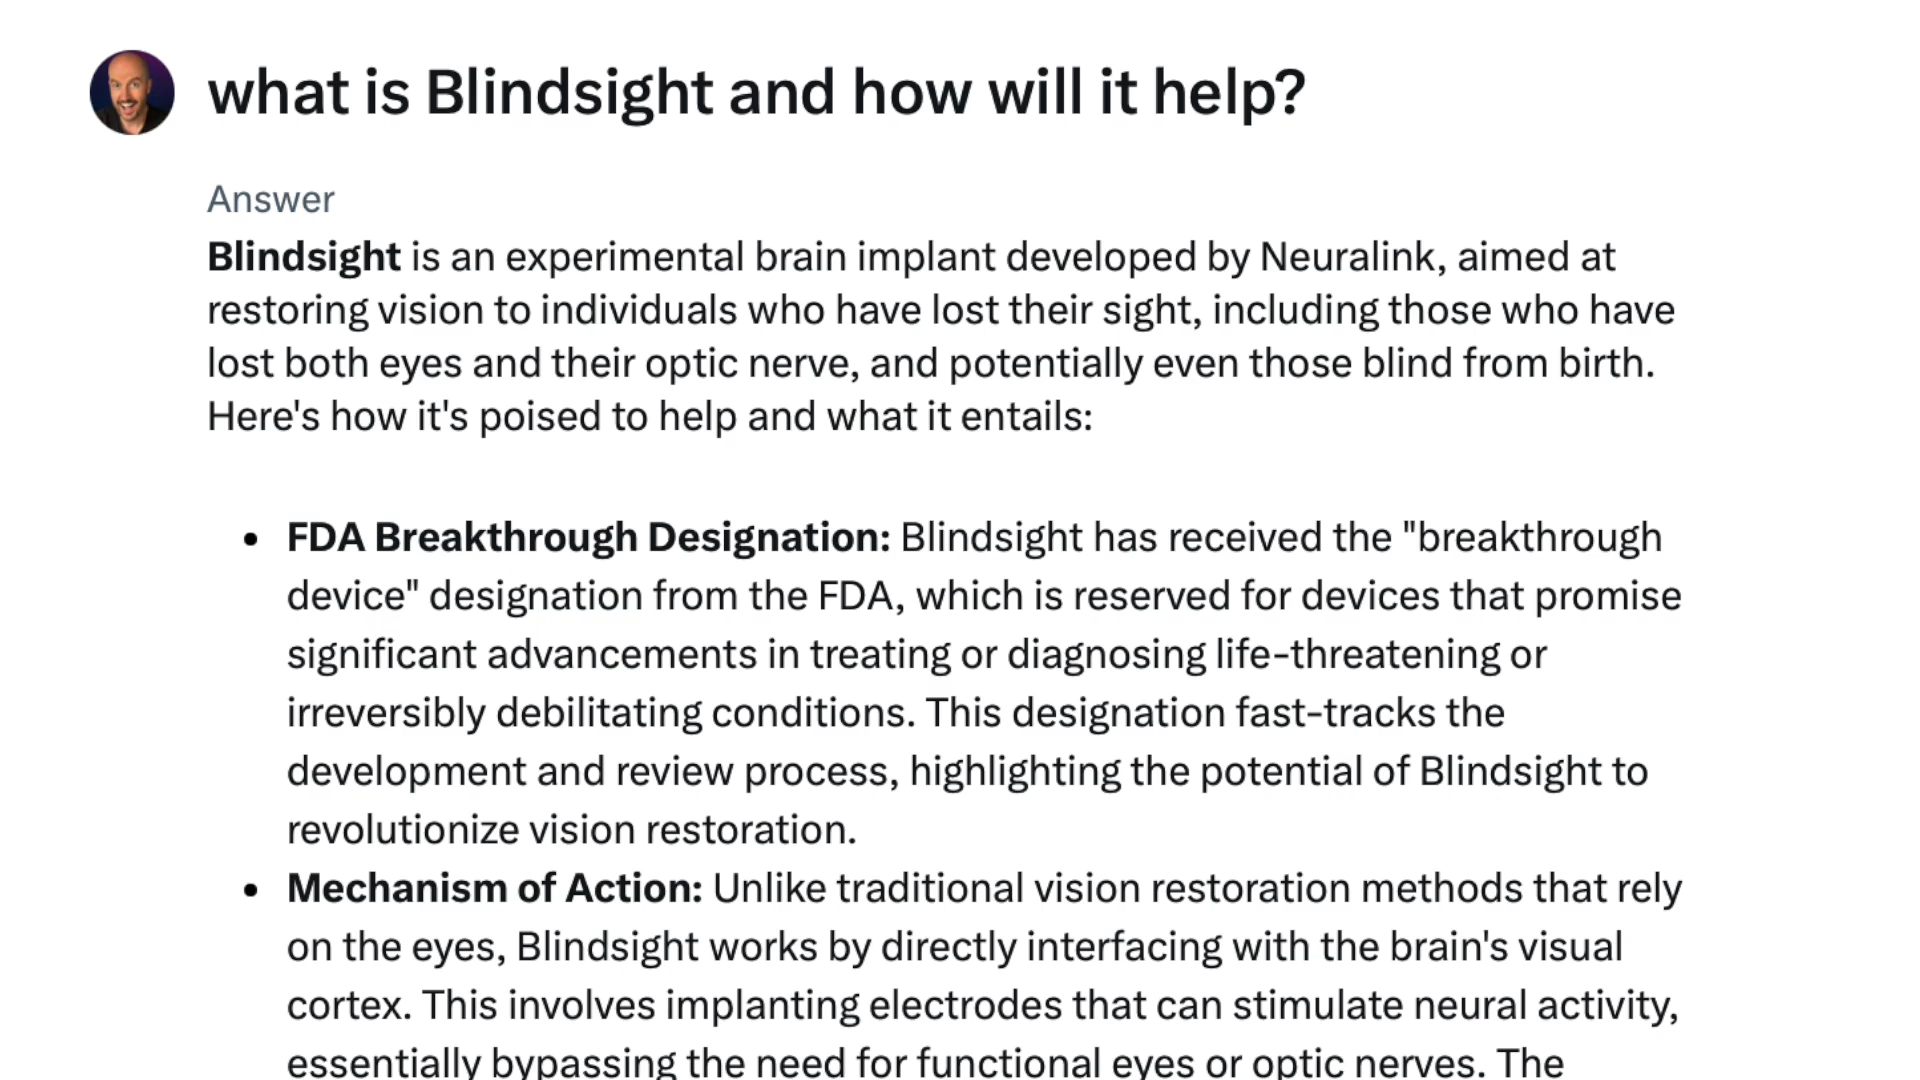 what is Blindsight and how will it help?
Answer
Blindsight is an experimental brain implant developed by Neuralink, aimed at
restoring vision to individuals who have lost their sight, including those who have
lost both eyes and their optic nerve, and potentially even those blind from birth.
Here's how it's poised to help and what it entails:
• FDA Breakthrough Designation: Blindsight has received the "breakthrough
device" designation from the FDA, which is reserved for devices that promise
significant advancements in treating or diagnosing life-threatening or
irreversibly debilitating conditions. This designation fast-tracks the
development and review process, highlighting the potential of Blindsight to
revolutionize vision restoration.
• Mechanism of Action: Unlike traditional vision restoration methods that rely
on the eyes, Blindsight works by directly interfacing with the brain's visual
cortex. This involves implanting electrodes that can stimulate neural activity,
essentially bypassing the need for functional eyes or optic nerves. The